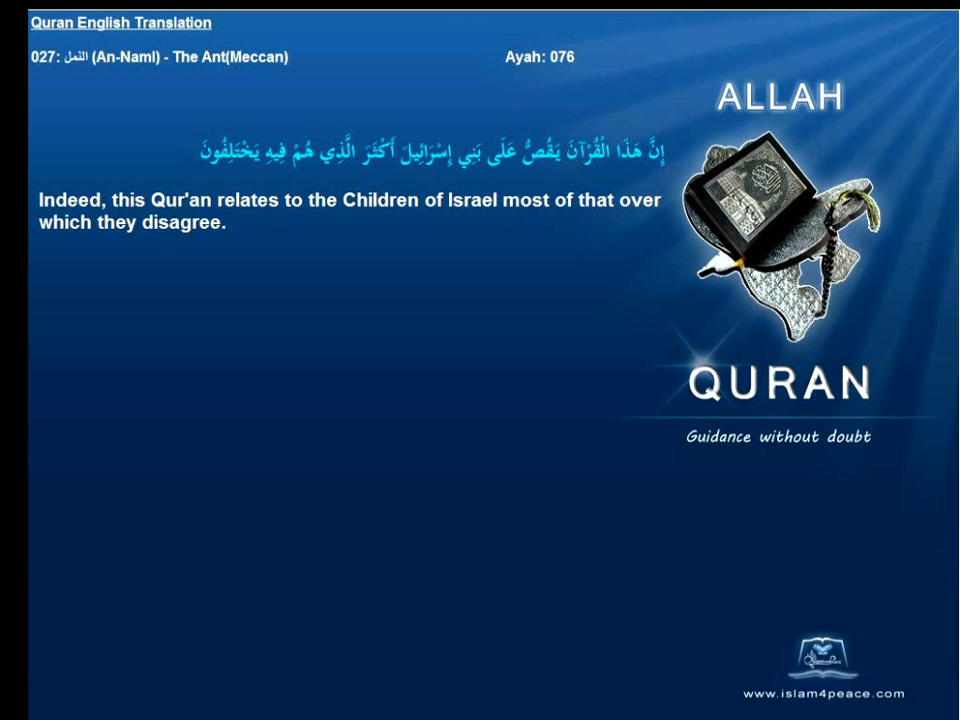 Quran English Translation
027: النمل (An-Naml) - The Ant(Meccan)
Ayah: 076
ALLAH
إِنَّ هَذَا الْقُرْآنَ يَقُصُّ عَلَى بَنِي إِسْرَائِيلَ أَكْثَرَ الَّذِي هُمْ فِيهِ يَخْتَلِفُونَ
Indeed, this Qur'an relates to the Children of Israel most of that over
which they disagree.
QURAN
Guidance without doubt
www.islam4peace.com